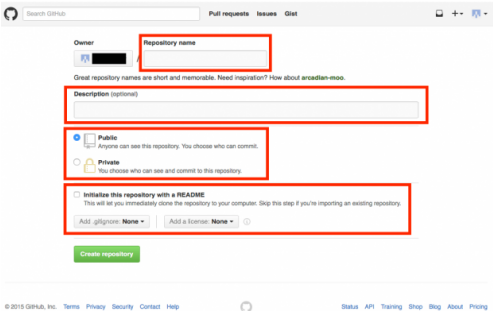 Search GitHub Pull requests Issues Gist
Owner Repository name
/
Great repository names are short and memorable. Need inspiration? How about arcadian-moo.
Description (optional)
Public
Anyone can see this repository. You choose who can commit.
Private
You choose who can see and commit to this repository.
Initialize this repository with a README
This will let you immediately clone the repository to your computer. Skip this step if you're importing an existing repository.
Add .gitignore: None Add a license: None
Create repository
© 2015 GitHub, Inc. Terms Privacy Security Contact Help Status API Training Shop Blog About Pricing